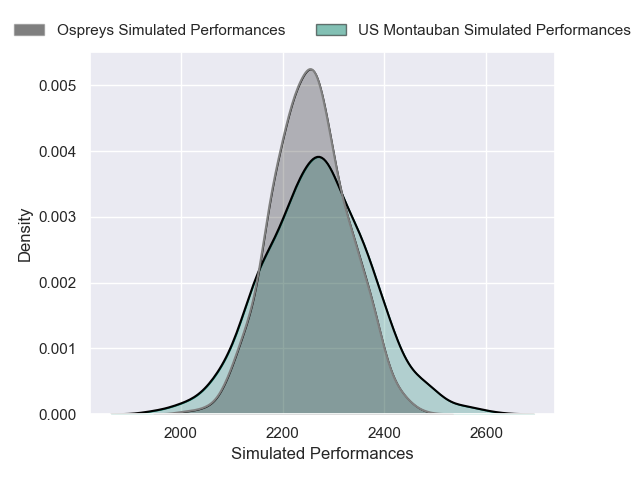 Ospreys Simulated Performances
US Montauban Simulated Performances
0.005
0.004
0.003
0.002
0.001
0.000
Density
2000
2200
2400
2600
Simulated Performances